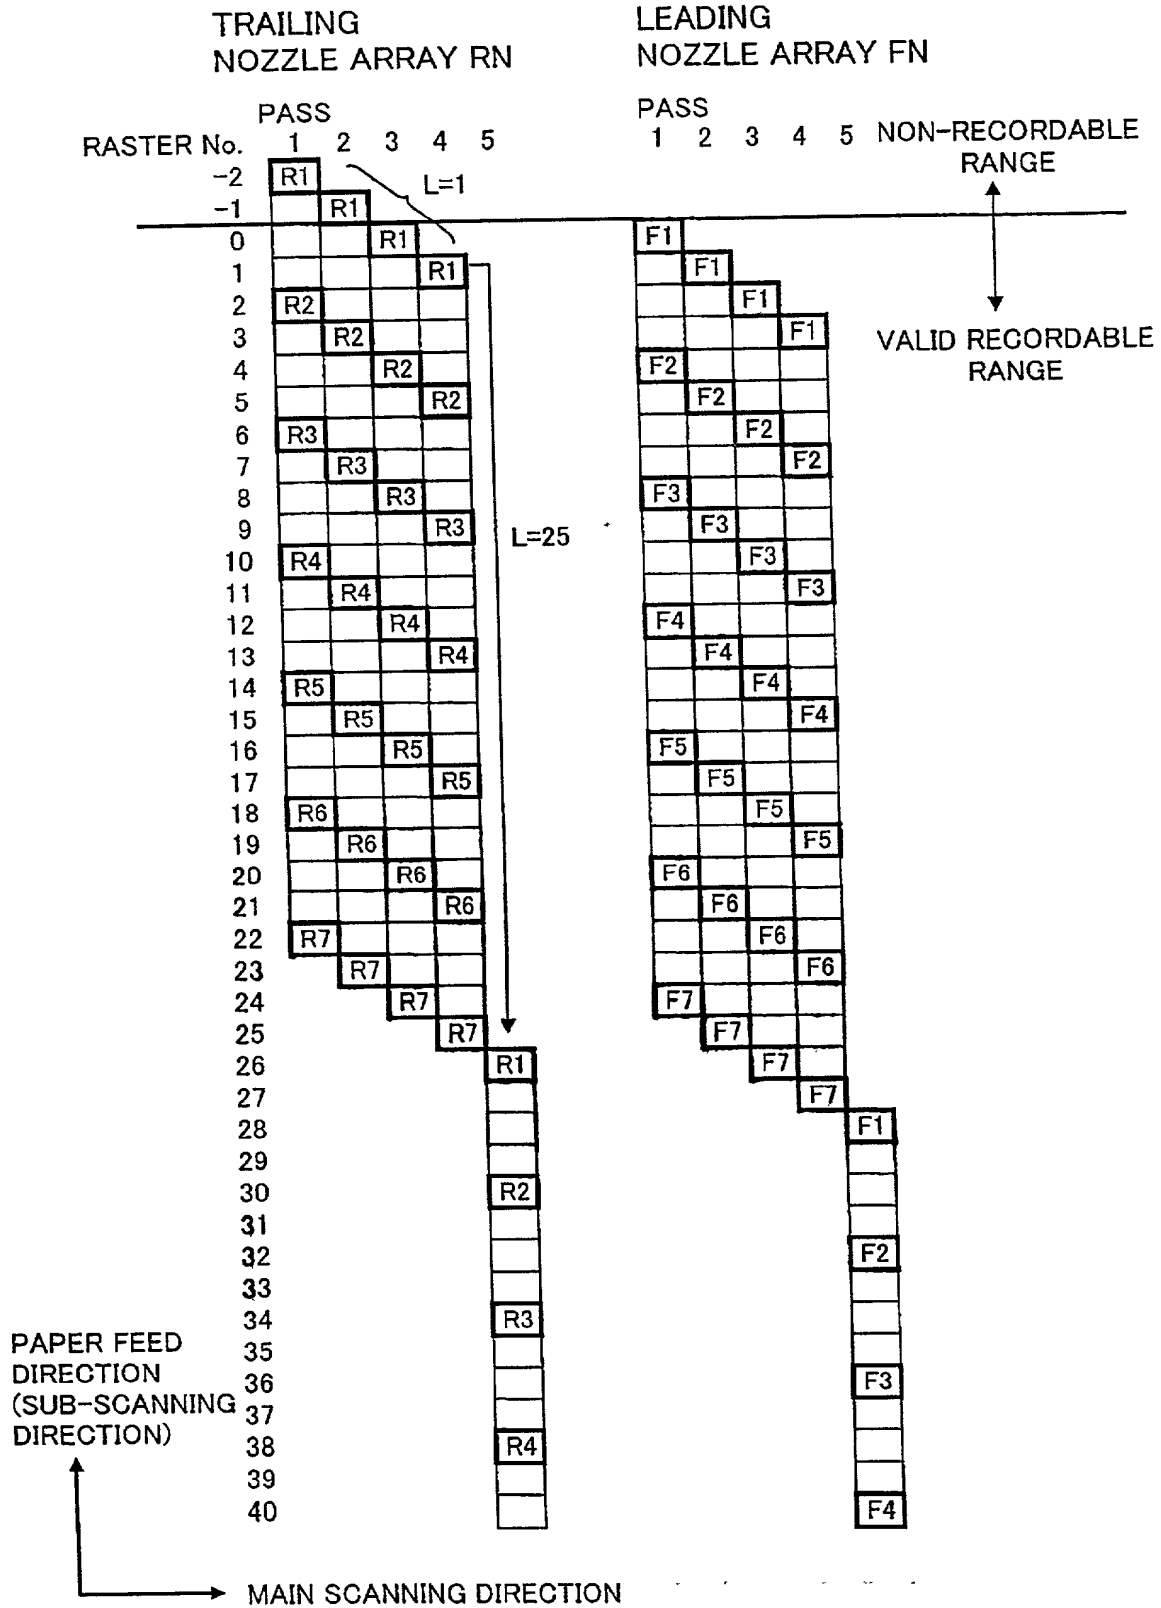 TRAILING
NOZZLE ARRAY RN
LEADING
NOZZLE ARRAY FN
PASS
PASS
RASTER No. 1 2 3 4 5
1 2 3 4 5
NON-RECORDABLE
RANGE
VALID RECORDABLE
RANGE
L=1
L=25
-2 R1
-1 R1
0 R1 F1
1 R1 F1
2 R2 F1
3 R2 F1
4 R2 F2
5 R2 F2
6 R3 F2
7 R3 F2
8 R3 F3
9 R3 F3
10 R4 F3
11 R4 F3
12 R4 F4
13 R4 F4
14 R5 F4
15 R5 F4
16 R5 F5
17 R5 F5
18 R6 F5
19 R6 F5
20 R6 F6
21 R6 F6
22 R7 F6
23 R7 F6
24 R7 F7
25 R7 F7
26 R1 F7
27 F7
28 F1
29
30 R2
31
32 F2
33
34 R3
35
36 F3
37
38 R4
39
40 F4
PAPER FEED
DIRECTION
(SUB-SCANNING
DIRECTION)
MAIN SCANNING DIRECTION